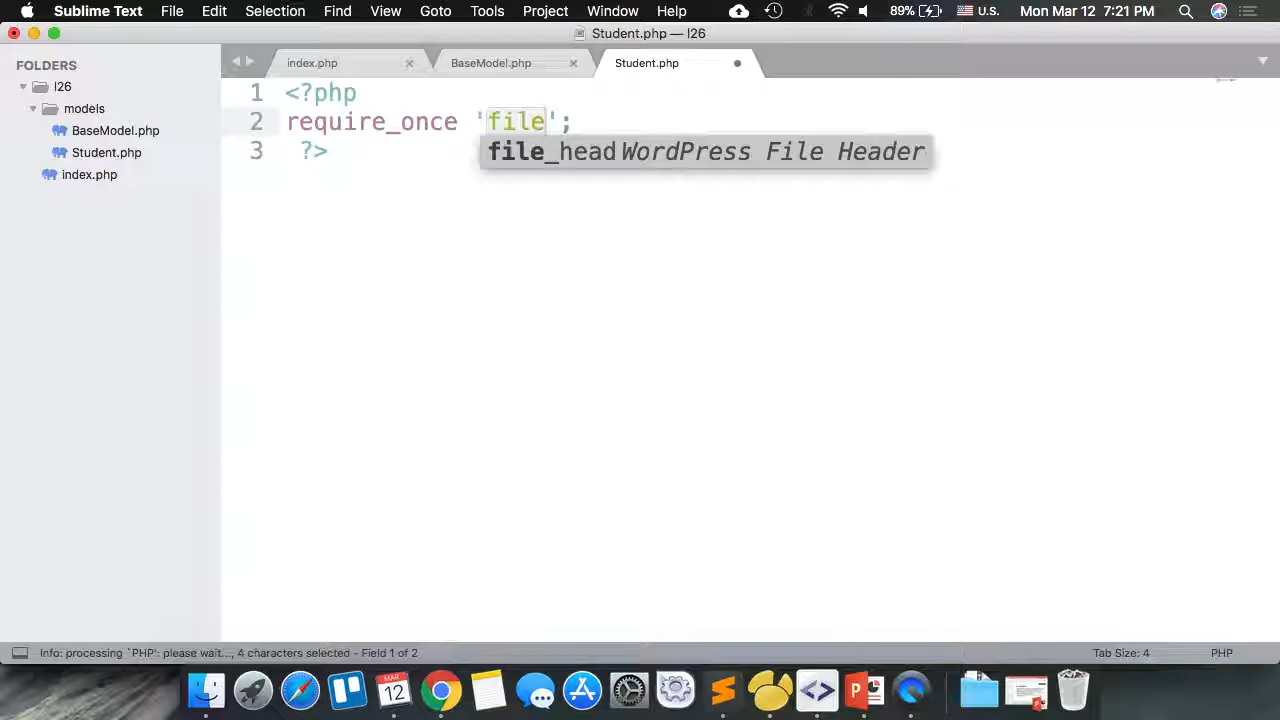 Sublime Text File Edit Selection Find View Goto Tools Project Window Help 89% U.S. Mon Mar 12 7:21 PM
Student.php — l26
FOLDERS
l26
models
BaseModel.php
Student.php
index.php
index.php BaseModel.php Student.php
1 <?php
2 require_once 'file';
3 ?>
file_head WordPress File Header
Info: processing `PHP': please wait..., 4 characters selected - Field 1 of 2 Tab Size: 4 PHP
MAR
12